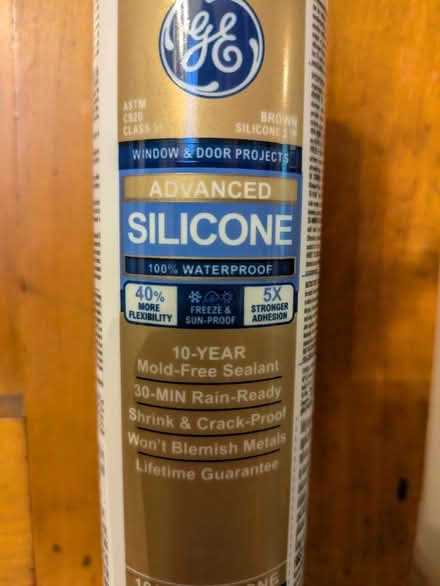 GE
ASTM
C920
BROWN
CLASS
SILICONE 2
WINDOW & DOOR PROJECTS
ADVANCED
SILICONE
100% WATERPROOF
40%
MORE
FLEXIBILITY
FREEZE &
SUN-PROOF
5X
STRONGER
ADHESION
10-YEAR
Mold-Free Sealant
30-MIN Rain-Ready
Shrink & Crack-Proof
Won't Blemish Metals
Lifetime Guarantee